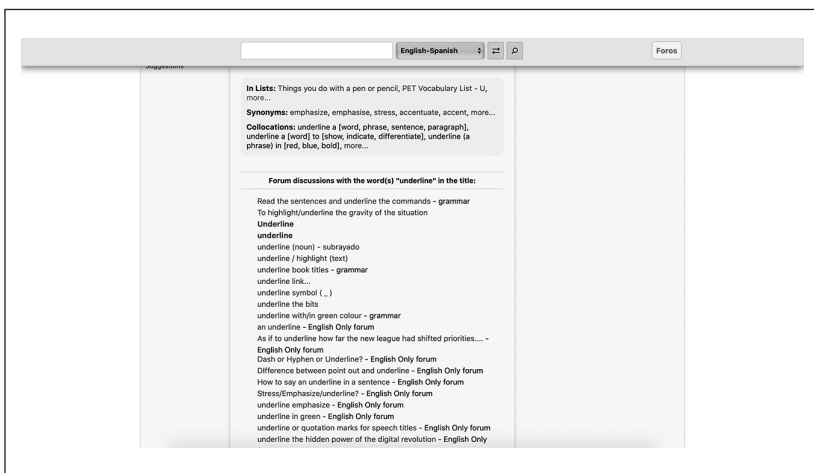 English-Spanish
Foros
Suggestions
In Lists: Things you do with a pen or pencil, PET Vocabulary List - U,
more...
Synonyms: emphasize, emphasise, stress, accentuate, accent, more...
Collocations: underline a [word, phrase, sentence, paragraph],
underline a [word] to [show, indicate, differentiate], underline (a
phrase) in [red, blue, bold], more...
Forum discussions with the word(s) "underline" in the title:
Read the sentences and underline the commands - grammar
To highlight/underline the gravity of the situation
Underline
underline
underline (noun) - subrayado
underline / highlight (text)
underline book titles - grammar
underline link...
underline symbol ( _ )
underline the bits
underline with/in green colour - grammar
an underline - English Only forum
As if to underline how far the new league had shifted priorities.... -
English Only forum
Dash or Hyphen or Underline? - English Only forum
DIfference between point out and underline - English Only forum
How to say an underline in a sentence - English Only forum
Stress/Emphasize/underline? - English Only forum
underline emphasize - English Only forum
underline in green - English Only forum
underline or quotation marks for speech titles - English Only forum
underline the hidden power of the digital revolution - English Only